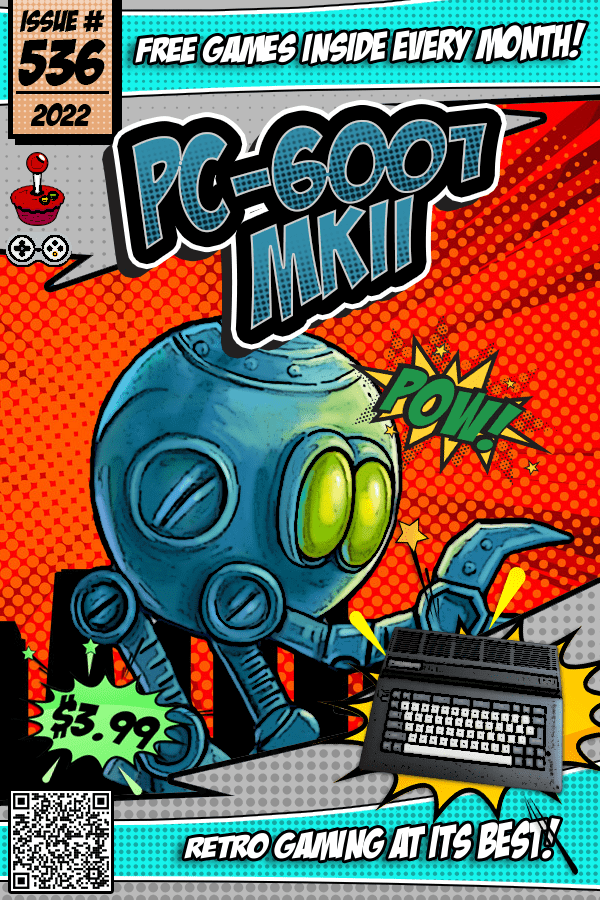 ISSUE #
536
2022
FREE GAMES INSIDE EVERY MONTH!
PC-6001
MKII
POW!
$3.99
RETRO GAMING AT ITS BEST!